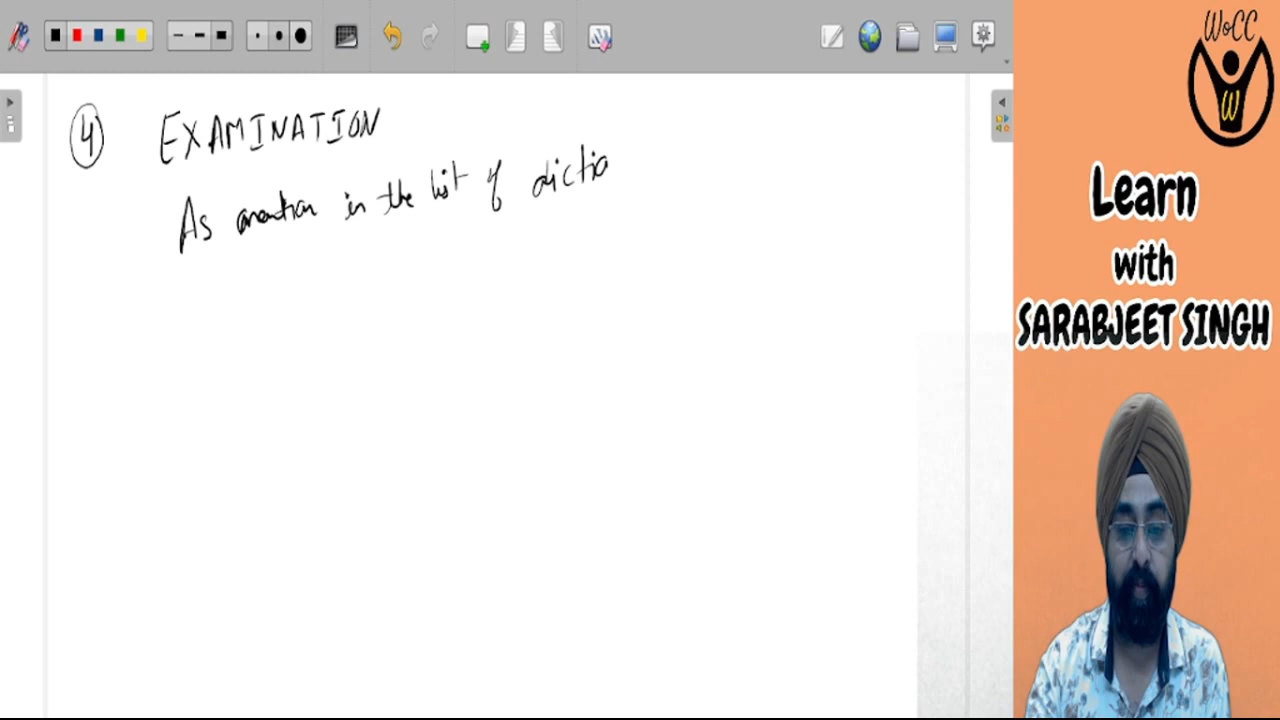 4 EXAMINATION
As mention in the list of dictio
WoCC
W
Learn
with
SARABJEET SINGH